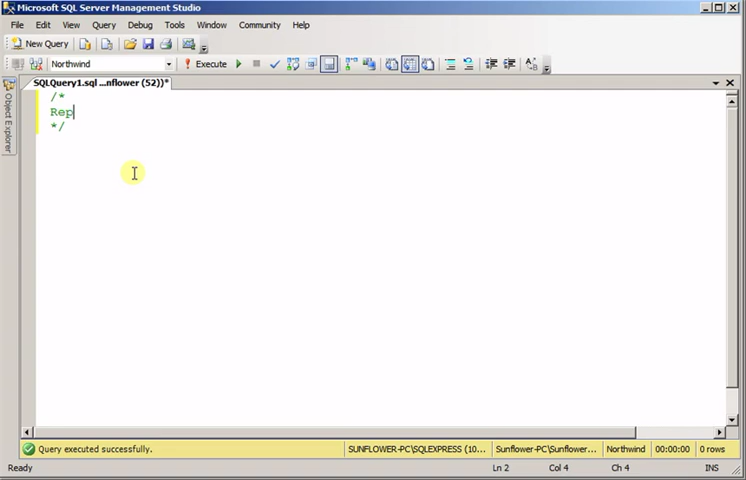 Microsoft SQL Server Management Studio
File Edit View Query Debug Tools Window Community Help
New Query
Northwind Execute
SQLQuery1.sql ...nflower (52))*
Object Explorer
/*
Rep
*/
Query executed successfully. SUNFLOWER-PC\SQLEXPRESS (10... Sunflower-PC\Sunflower... Northwind 00:00:00 0 rows
Ready Ln 2 Col 4 Ch 4 INS